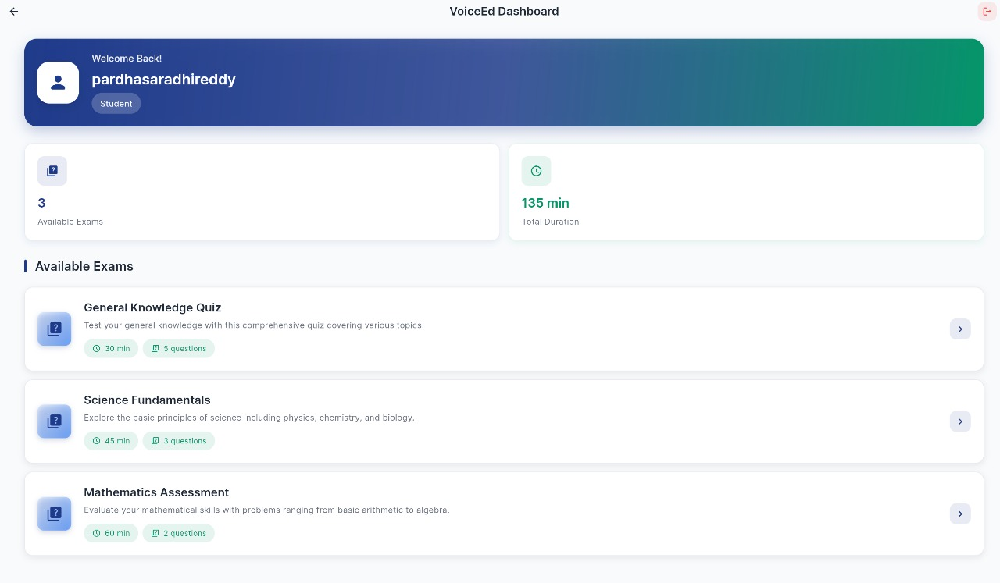 VoiceEd Dashboard
Welcome Back!
pardhasaradhireddy
Student
3
Available Exams
135 min
Total Duration
Available Exams
General Knowledge Quiz
Test your general knowledge with this comprehensive quiz covering various topics.
30 min 5 questions
Science Fundamentals
Explore the basic principles of science including physics, chemistry, and biology.
45 min 3 questions
Mathematics Assessment
Evaluate your mathematical skills with problems ranging from basic arithmetic to algebra.
60 min 2 questions